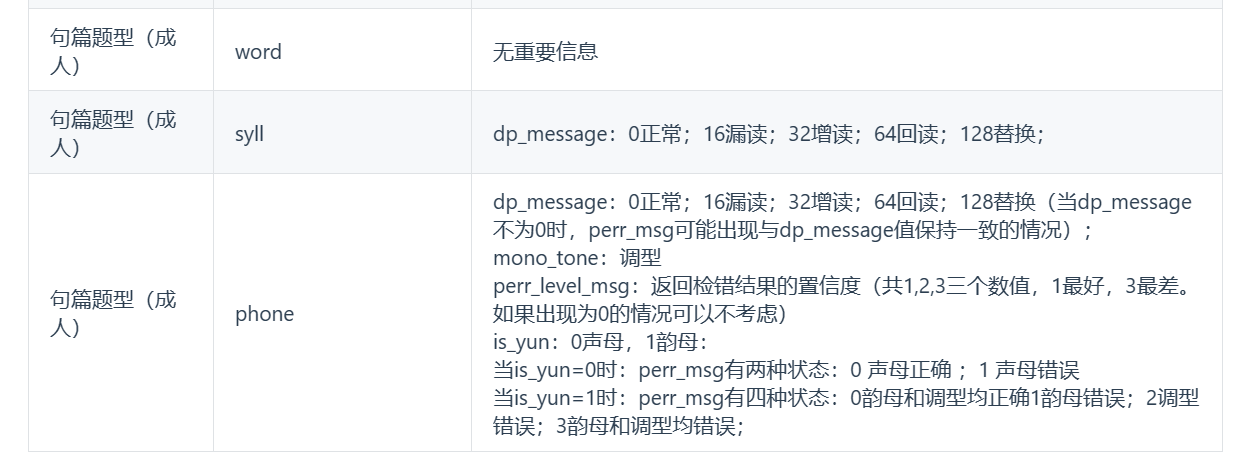 句篇题型（成
人）
word
无重要信息
句篇题型（成
人）
syll
dp_message：0正常；16漏读；32增读；64回读；128替换；
句篇题型（成
人）
phone
dp_message：0正常；16漏读；32增读；64回读；128替换（当dp_message
不为0时，perr_msg可能出现与dp_message值保持一致的情况）；
mono_tone：调型
perr_level_msg：返回检错结果的置信度（共1,2,3三个数值，1最好，3最差。
如果出现为0的情况可以不考虑）
is_yun：0声母，1韵母：
当is_yun=0时：perr_msg有两种状态：0 声母正确 ；1 声母错误
当is_yun=1时：perr_msg有四种状态：0韵母和调型均正确1韵母错误；2调型
错误；3韵母和调型均错误；